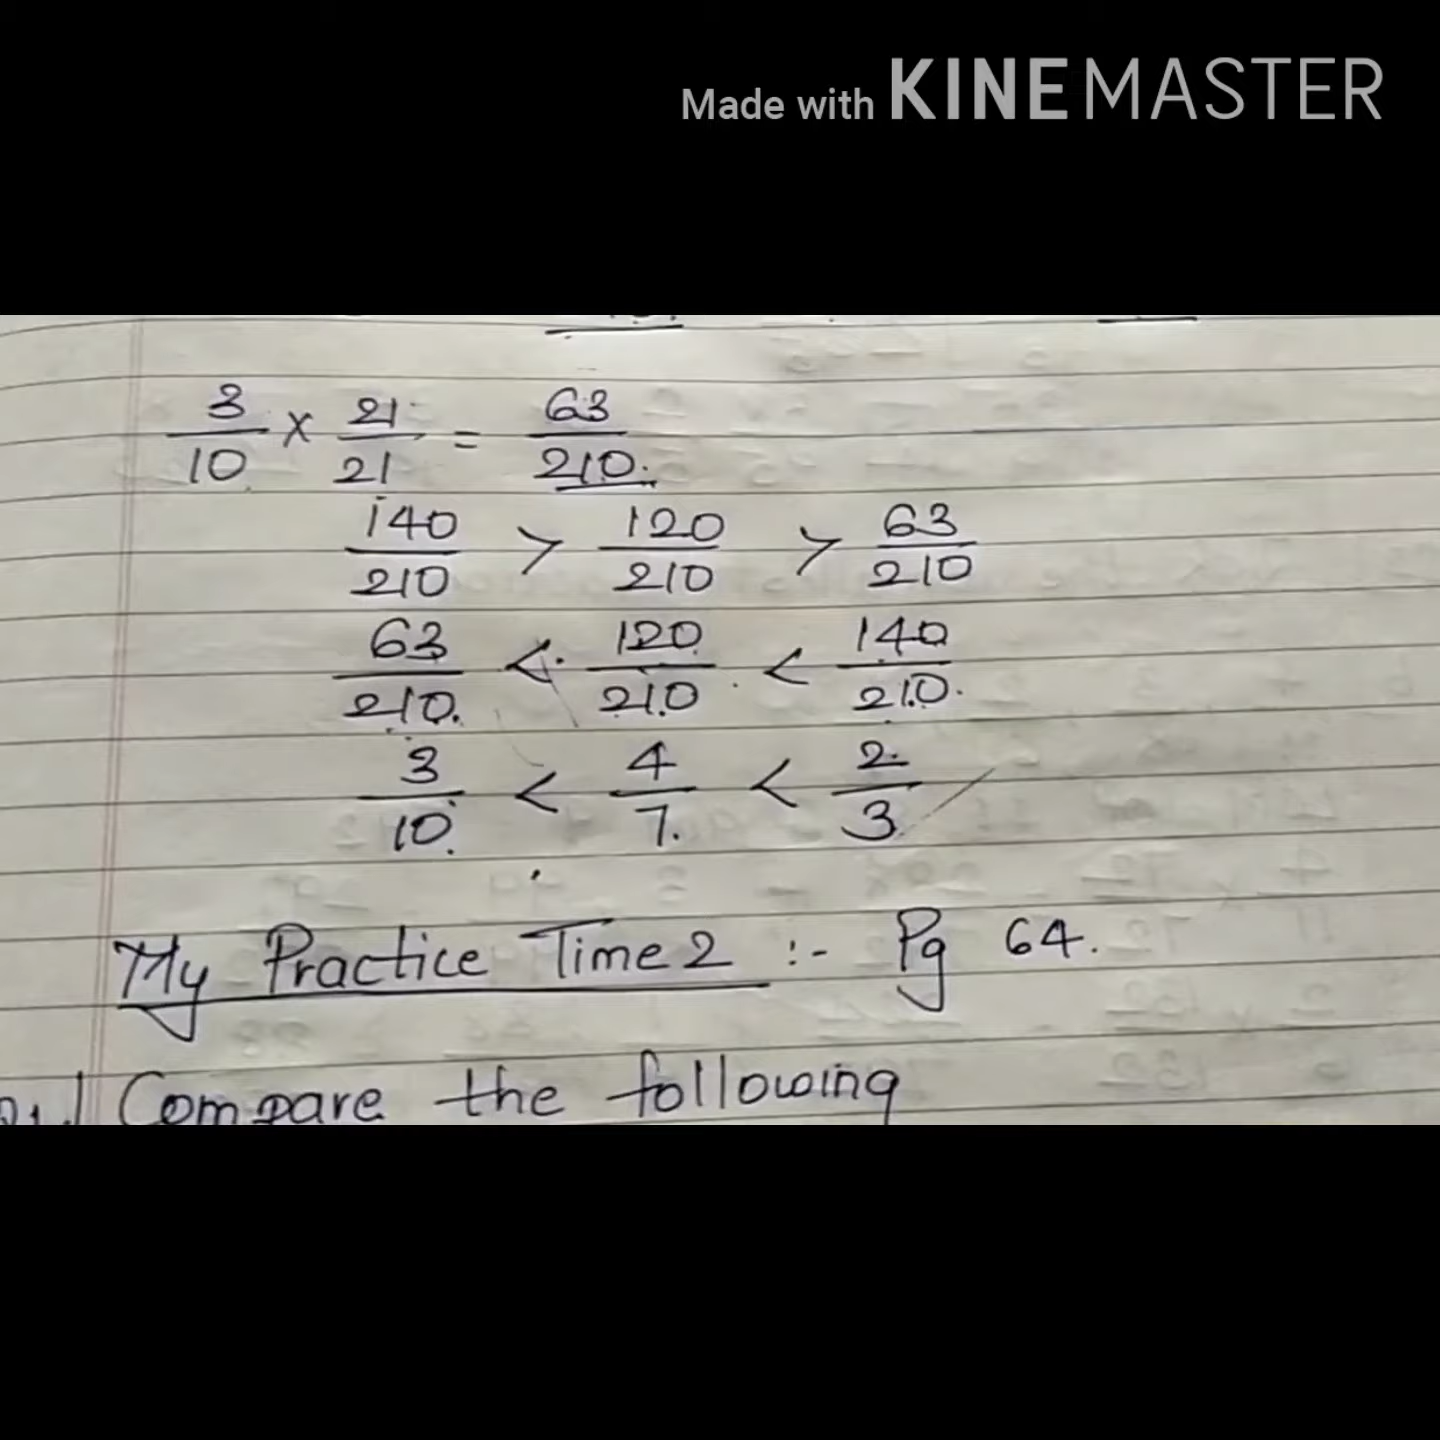 Made with KINEMASTER
3/10 × 21/21 = 63/210.
140/210 > 120/210 > 63/210
63/210. < 120/210 < 140/210.
3/10. < 4/7. < 2/3
My Practice Time 2 :- Pg 64.
Compare the following